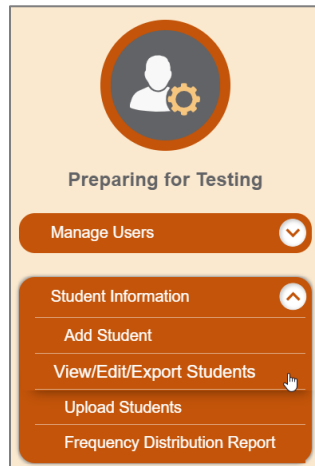 Preparing for Testing
Manage Users
Student Information
Add Student
View/Edit/Export Students
Upload Students
Frequency Distribution Report